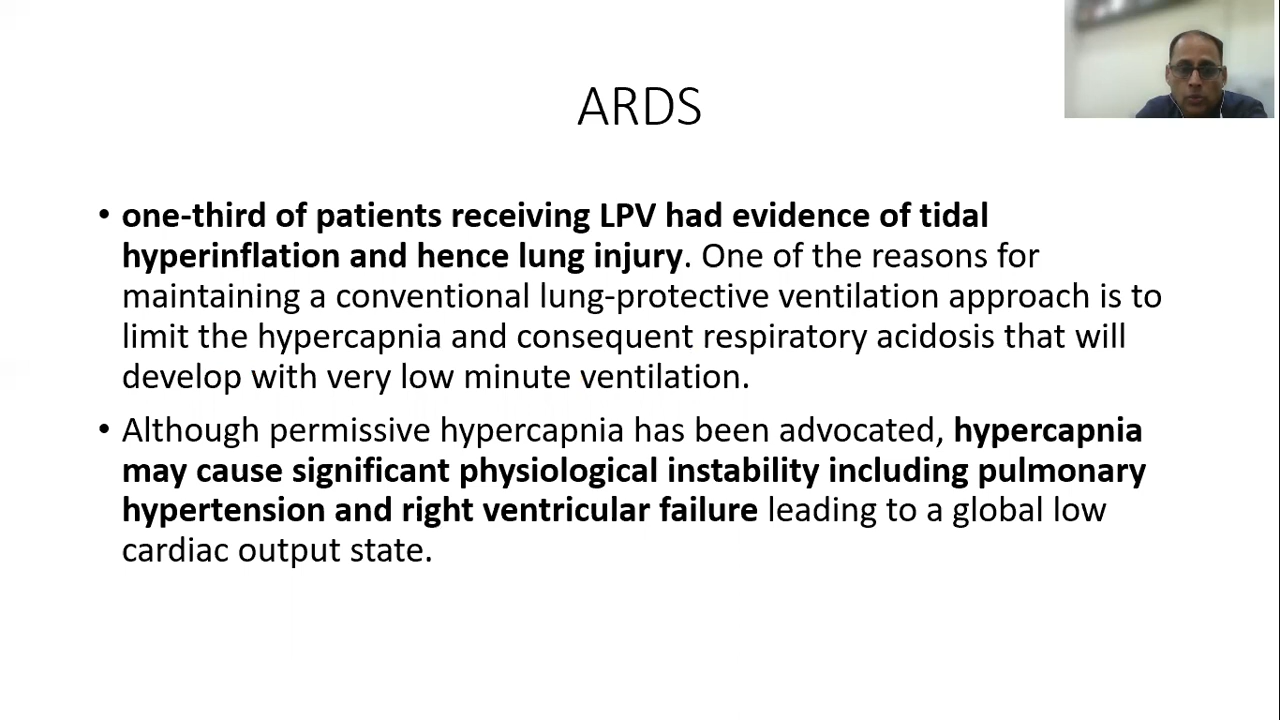 ARDS
• one-third of patients receiving LPV had evidence of tidal
hyperinflation and hence lung injury. One of the reasons for
maintaining a conventional lung-protective ventilation approach is to
limit the hypercapnia and consequent respiratory acidosis that will
develop with very low minute ventilation.
• Although permissive hypercapnia has been advocated, hypercapnia
may cause significant physiological instability including pulmonary
hypertension and right ventricular failure leading to a global low
cardiac output state.